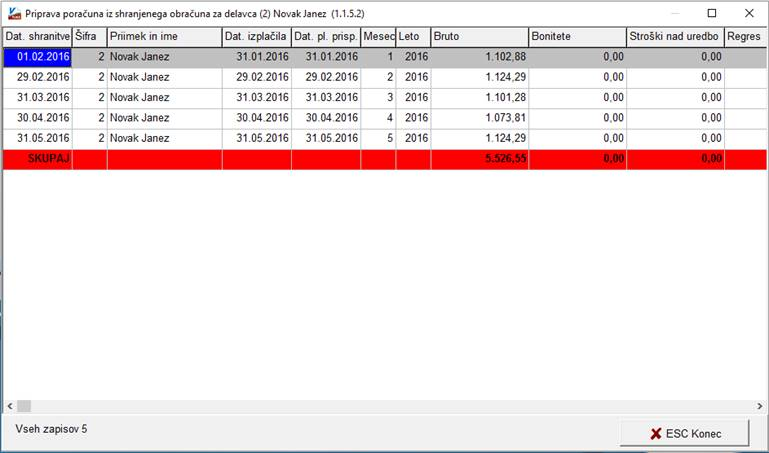 Priprava poračuna iz shranjenega obračuna za delavca (2) Novak Janez (1.1.5.2)
Dat. shranitve Šifra Priimek in ime Dat. izplačila Dat. pl. prisp. Mesec Leto Bruto Bonitete Stroški nad uredbo Regres
01.02.2016 2 Novak Janez 31.01.2016 31.01.2016 1 2016 1.102,88 0,00 0,00
29.02.2016 2 Novak Janez 29.02.2016 29.02.2016 2 2016 1.124,29 0,00 0,00
31.03.2016 2 Novak Janez 31.03.2016 31.03.2016 3 2016 1.101,28 0,00 0,00
30.04.2016 2 Novak Janez 30.04.2016 30.04.2016 4 2016 1.073,81 0,00 0,00
31.05.2016 2 Novak Janez 31.05.2016 31.05.2016 5 2016 1.124,29 0,00 0,00
SKUPAJ 5.526,55 0,00 0,00
Vseh zapisov 5
ESC Konec